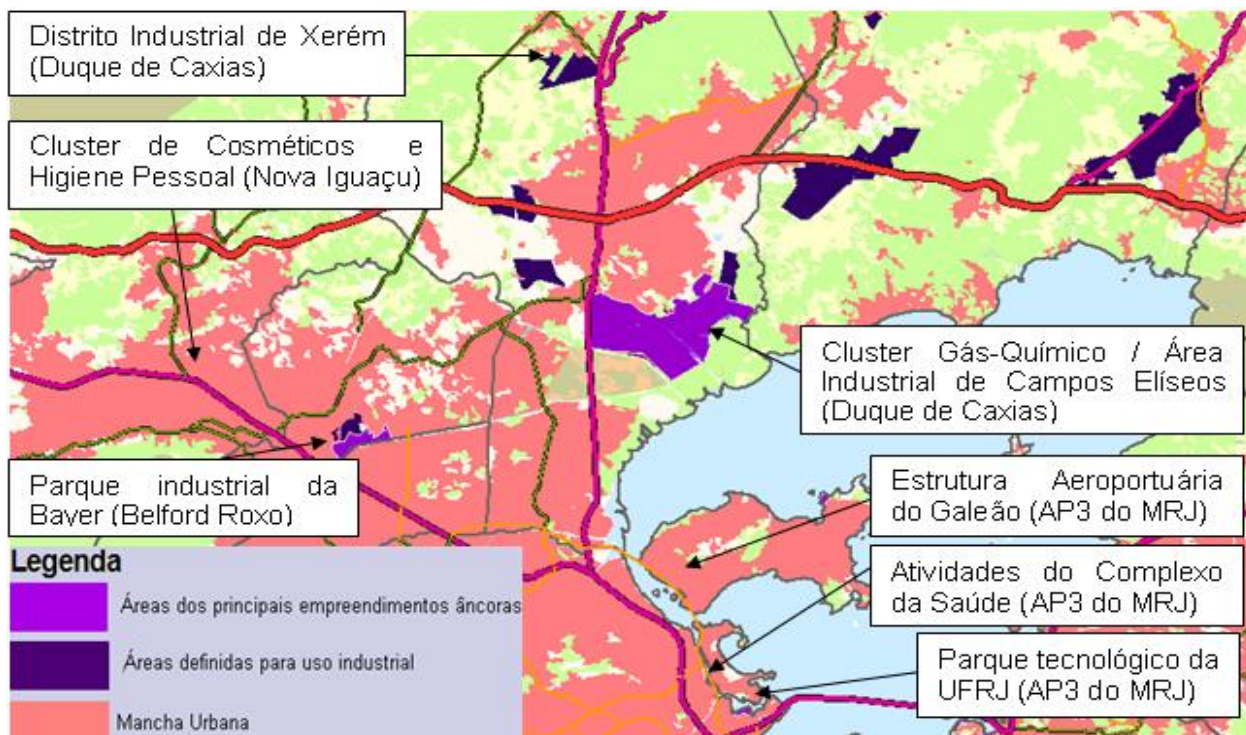 Distrito Industrial de Xerém
(Duque de Caxias)
Cluster de Cosméticos e
Higiene Pessoal (Nova Iguaçu)
Cluster Gás-Químico / Área
Industrial de Campos Elíseos
(Duque de Caxias)
Parque industrial da
Bayer (Belford Roxo)
Estrutura Aeroportuária
do Galeão (AP3 do MRJ)
Atividades do Complexo
da Saúde (AP3 do MRJ)
Parque tecnológico da
UFRJ (AP3 do MRJ)
Legenda
Áreas dos principais empreendimentos âncoras
Áreas definidas para uso industrial
Mancha Urbana